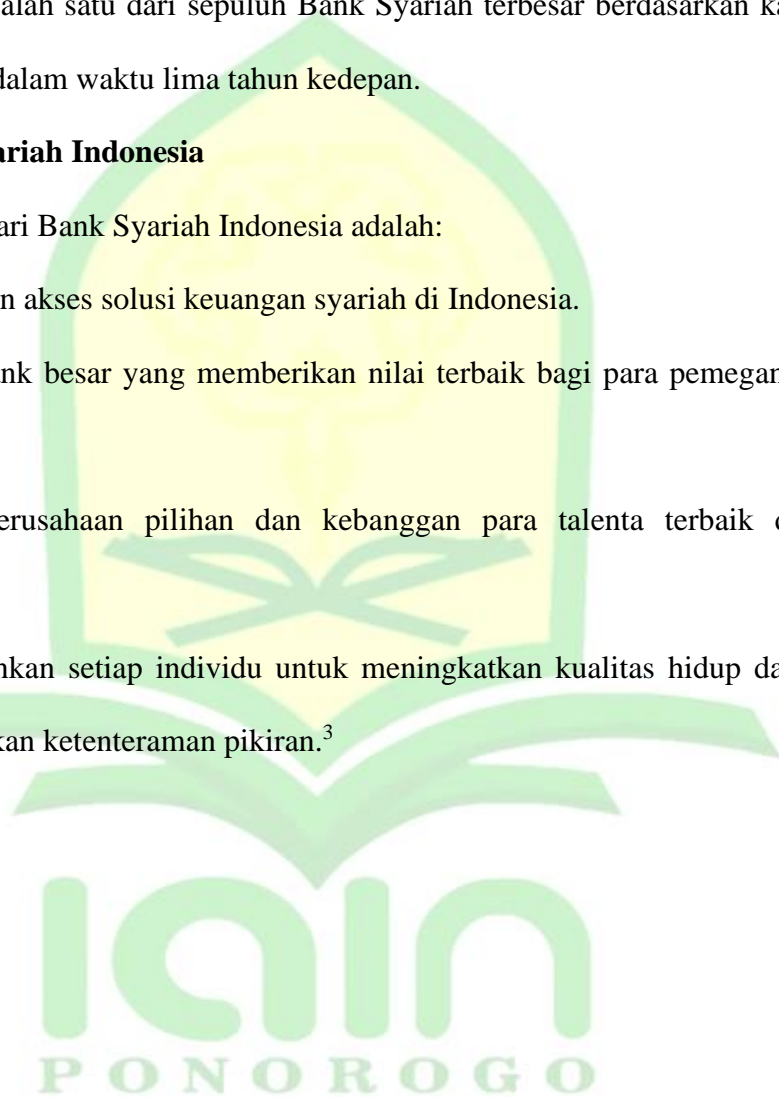 alah satu dari sepuluh Bank Syariah terbesar berdasarkan ka
dalam waktu lima tahun kedepan.
ariah Indonesia
ari Bank Syariah Indonesia adalah:
n akses solusi keuangan syariah di Indonesia.
ank besar yang memberikan nilai terbaik bagi para pemegan
erusahaan pilihan dan kebanggan para talenta terbaik d
hkan setiap individu untuk meningkatkan kualitas hidup da
kan ketenteraman pikiran.³
iain
PONOROGO